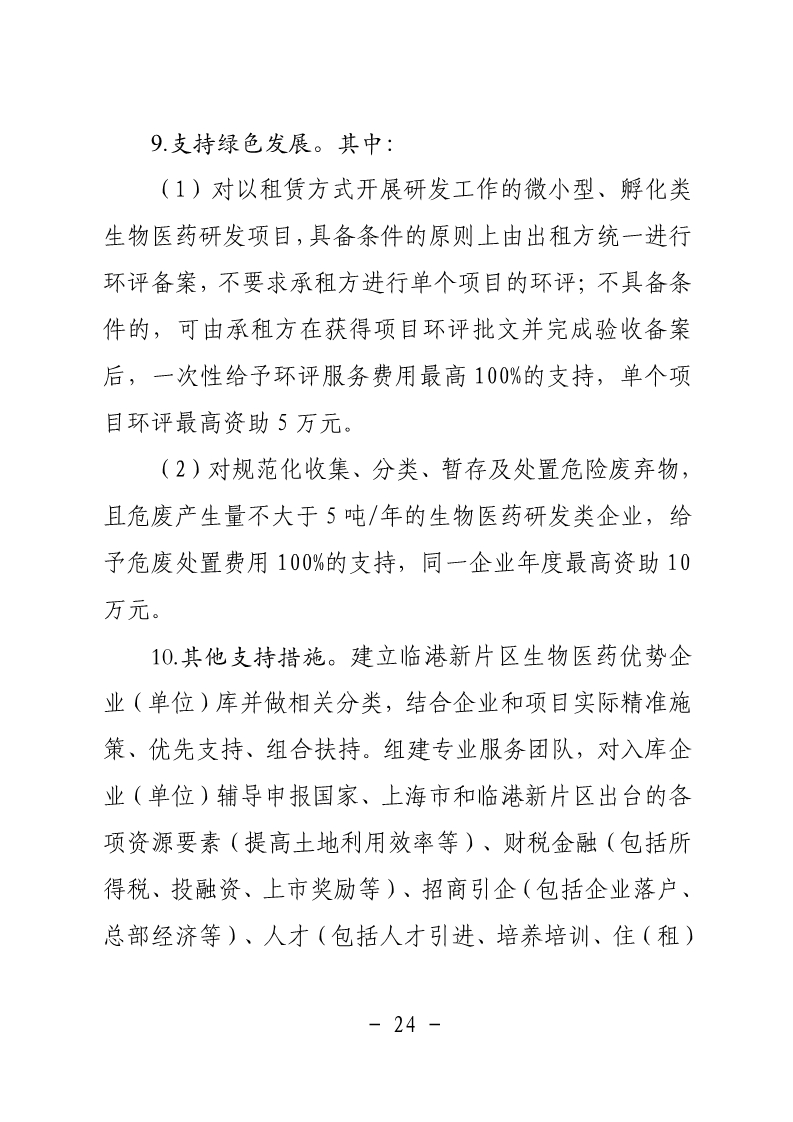 9.支持绿色发展。其中：
（1）对以租赁方式开展研发工作的微小型、孵化类
生物医药研发项目，具备条件的原则上由出租方统一进行
环评备案，不要求承租方进行单个项目的环评；不具备条
件的，可由承租方在获得项目环评批文并完成验收备案
后，一次性给予环评服务费用最高 100%的支持，单个项
目环评最高资助 5 万元。
（2）对规范化收集、分类、暂存及处置危险废弃物，
且危废产生量不大于 5 吨/年的生物医药研发类企业，给
予危废处置费用 100%的支持，同一企业年度最高资助 10
万元。
10.其他支持措施。建立临港新片区生物医药优势企
业（单位）库并做相关分类，结合企业和项目实际精准施
策、优先支持、组合扶持。组建专业服务团队，对入库企
业（单位）辅导申报国家、上海市和临港新片区出台的各
项资源要素（提高土地利用效率等）、财税金融（包括所
得税、投融资、上市奖励等）、招商引企（包括企业落户、
总部经济等）、人才（包括人才引进、培养培训、住（租）
- 24 -